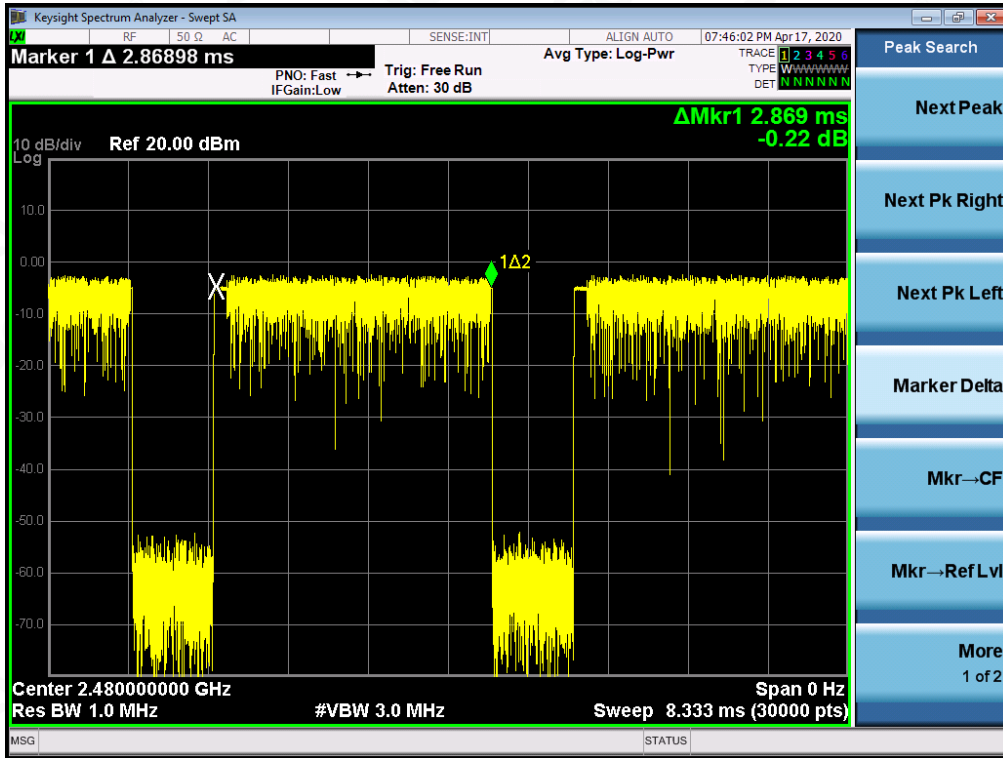 Keysight Spectrum Analyzer - Swept SA
LXI RF 50 Ω AC SENSE:INT ALIGN AUTO 07:46:02 PM Apr 17, 2020
Marker 1 Δ 2.86898 ms
PNO: Fast
IFGain:Low
Trig: Free Run
Atten: 30 dB
Avg Type: Log-Pwr
TRACE 1 2 3 4 5 6
TYPE WWWWWW
DET N N N N N N
ΔMkr1 2.869 ms
-0.22 dB
10 dB/div Ref 20.00 dBm
Log
10.0
0.00
-10.0
-20.0
-30.0
-40.0
-50.0
-60.0
-70.0
1Δ2
Center 2.480000000 GHz Span 0 Hz
Res BW 1.0 MHz #VBW 3.0 MHz Sweep 8.333 ms (30000 pts)
MSG STATUS
Peak Search
Next Peak
Next Pk Right
Next Pk Left
Marker Delta
Mkr→CF
Mkr→Ref Lvl
More
1 of 2